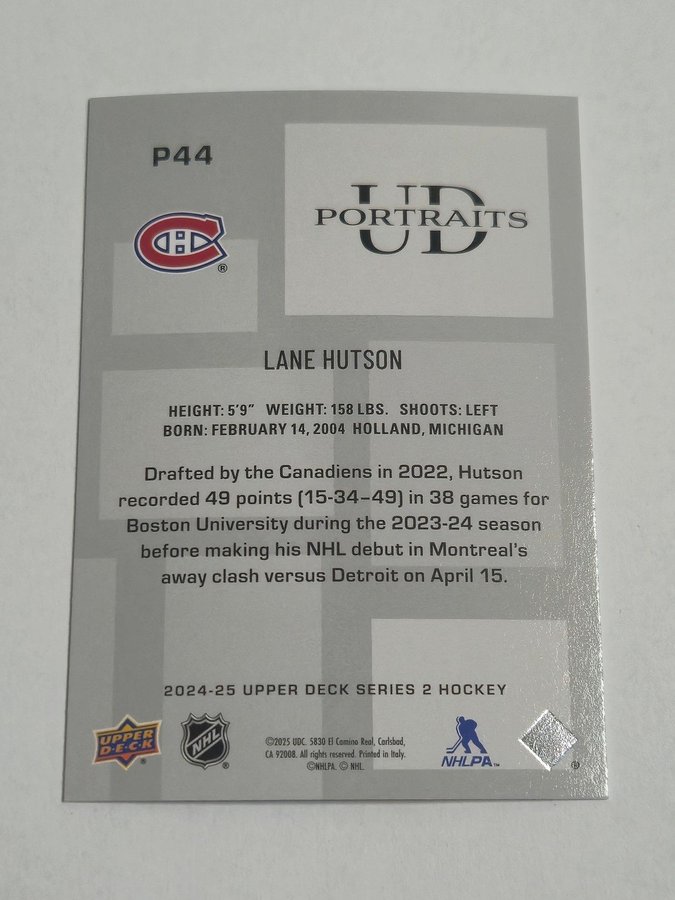 P44
UD
PORTRAITS
®
LANE HUTSON
HEIGHT: 5'9" WEIGHT: 158 LBS. SHOOTS: LEFT
BORN: FEBRUARY 14, 2004 HOLLAND, MICHIGAN
Drafted by the Canadiens in 2022, Hutson
recorded 49 points (15-34–49) in 38 games for
Boston University during the 2023-24 season
before making his NHL debut in Montreal's
away clash versus Detroit on April 15.
2024-25 UPPER DECK SERIES 2 HOCKEY
UPPER
D·E·C·K
®
NHL
®
©2025 UDC. 5830 El Camino Real, Carlsbad,
CA 92008. All rights reserved. Printed in Italy.
©NHLPA. © NHL.
NHLPA™
®